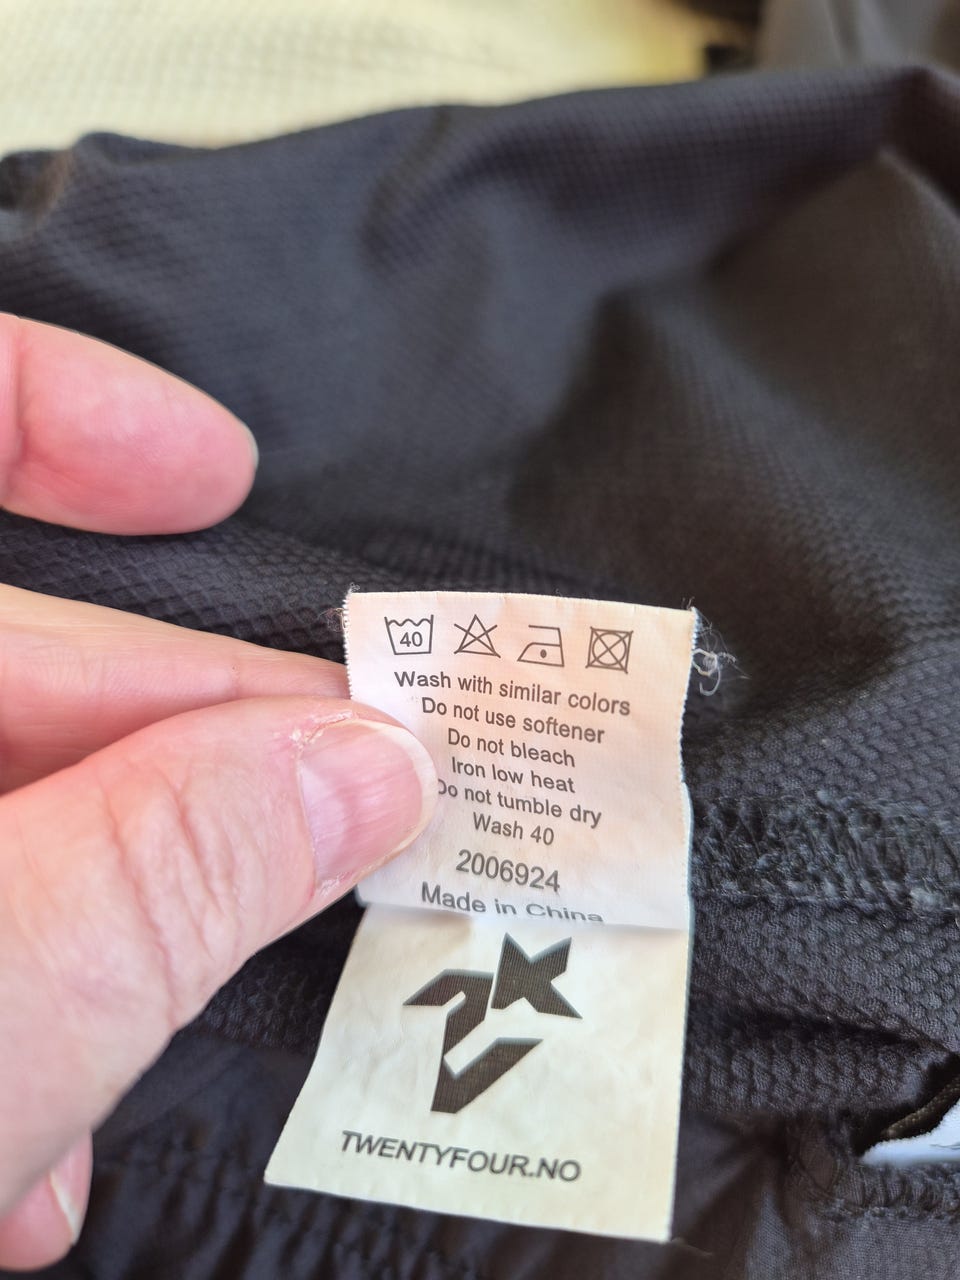 40
Wash with similar colors
Do not use softener
Do not bleach
Iron low heat
Do not tumble dry
Wash 40
2006924
Made in China
TWENTYFOUR.NO